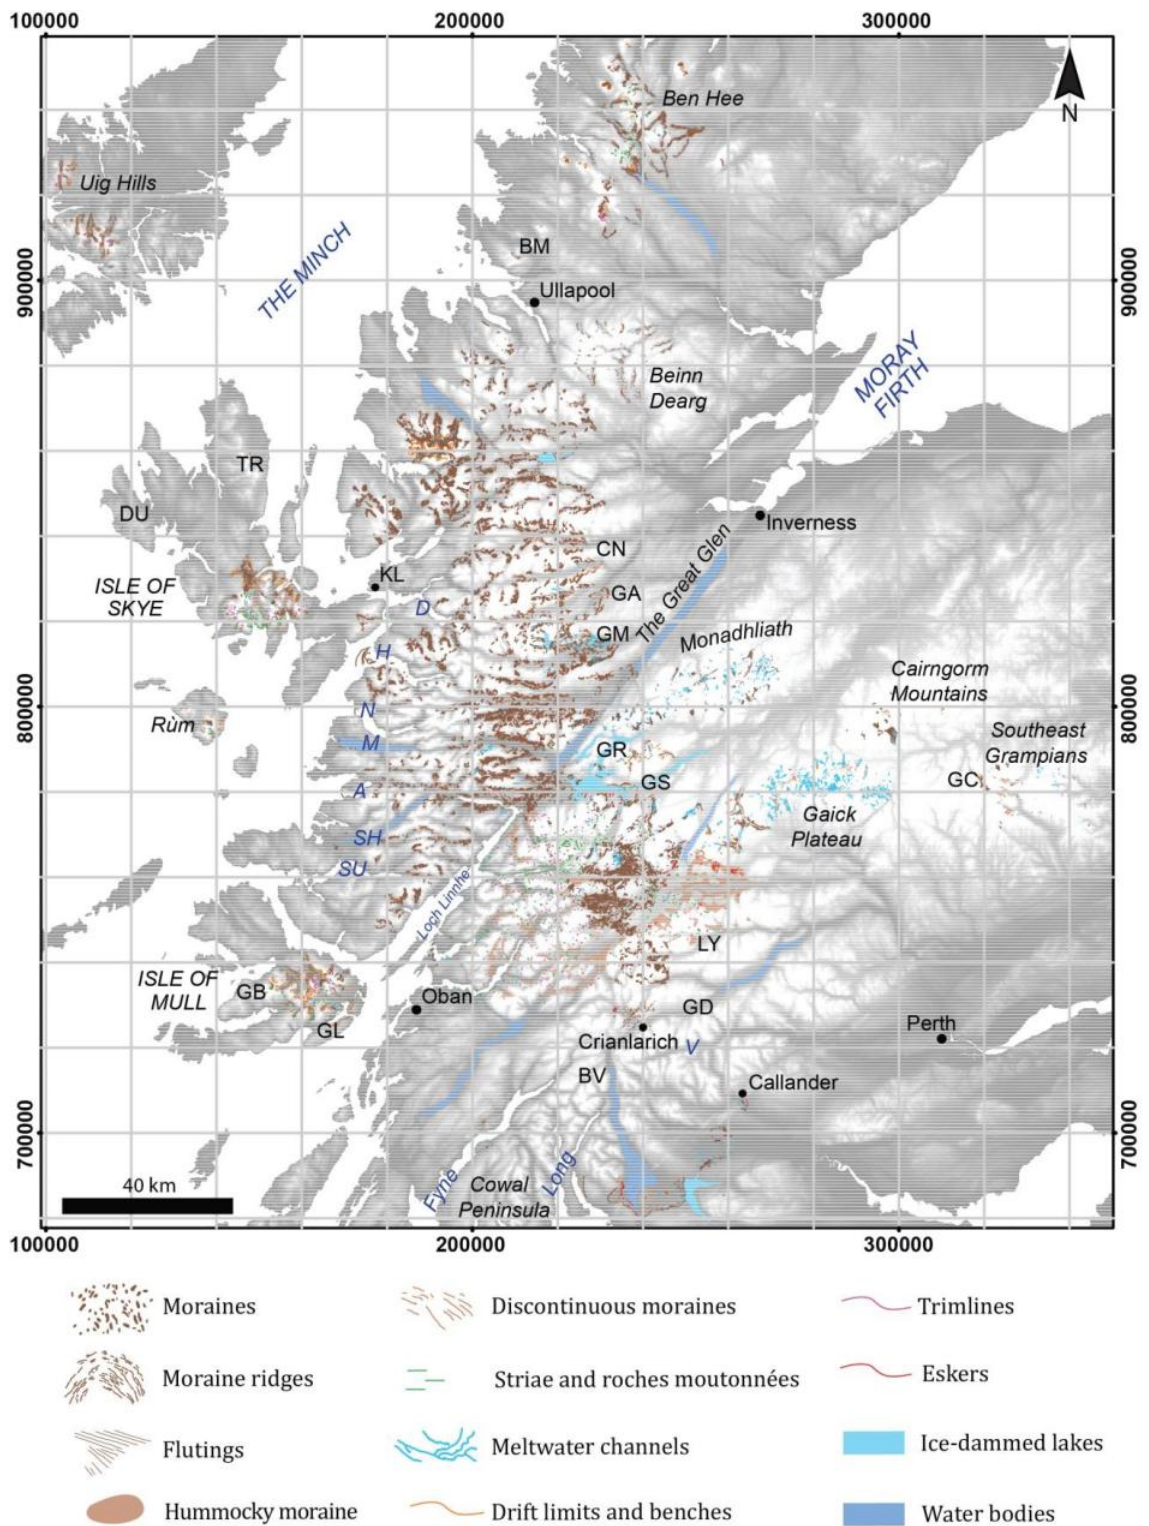 100000 200000 300000
Ben Hee
N
Uig Hills
BM
THE MINCH
900000 900000
Ullapool
MORAY
FIRTH
Beinn
Dearg
TR
DU
Inverness
CN
The Great Glen
KL
ISLE OF
SKYE
GA
D
GM
Monadhliath
H
Cairngorm
Mountains
N
800000 800000
Rùm
Southeast
Grampians
M
GR
GS
GC
A
Gaick
Plateau
SH
SU
Loch Linnhe
LY
ISLE OF
MULL
GB
Oban
GD
GL
Perth
Crianlarich
V
BV
Callander
700000 700000
Fyne
Long
Cowal
Peninsula
40 km
100000 200000 300000
Moraines Discontinuous moraines Trimlines
Moraine ridges Striae and roches moutonnées Eskers
Flutings Meltwater channels Ice-dammed lakes
Hummocky moraine Drift limits and benches Water bodies